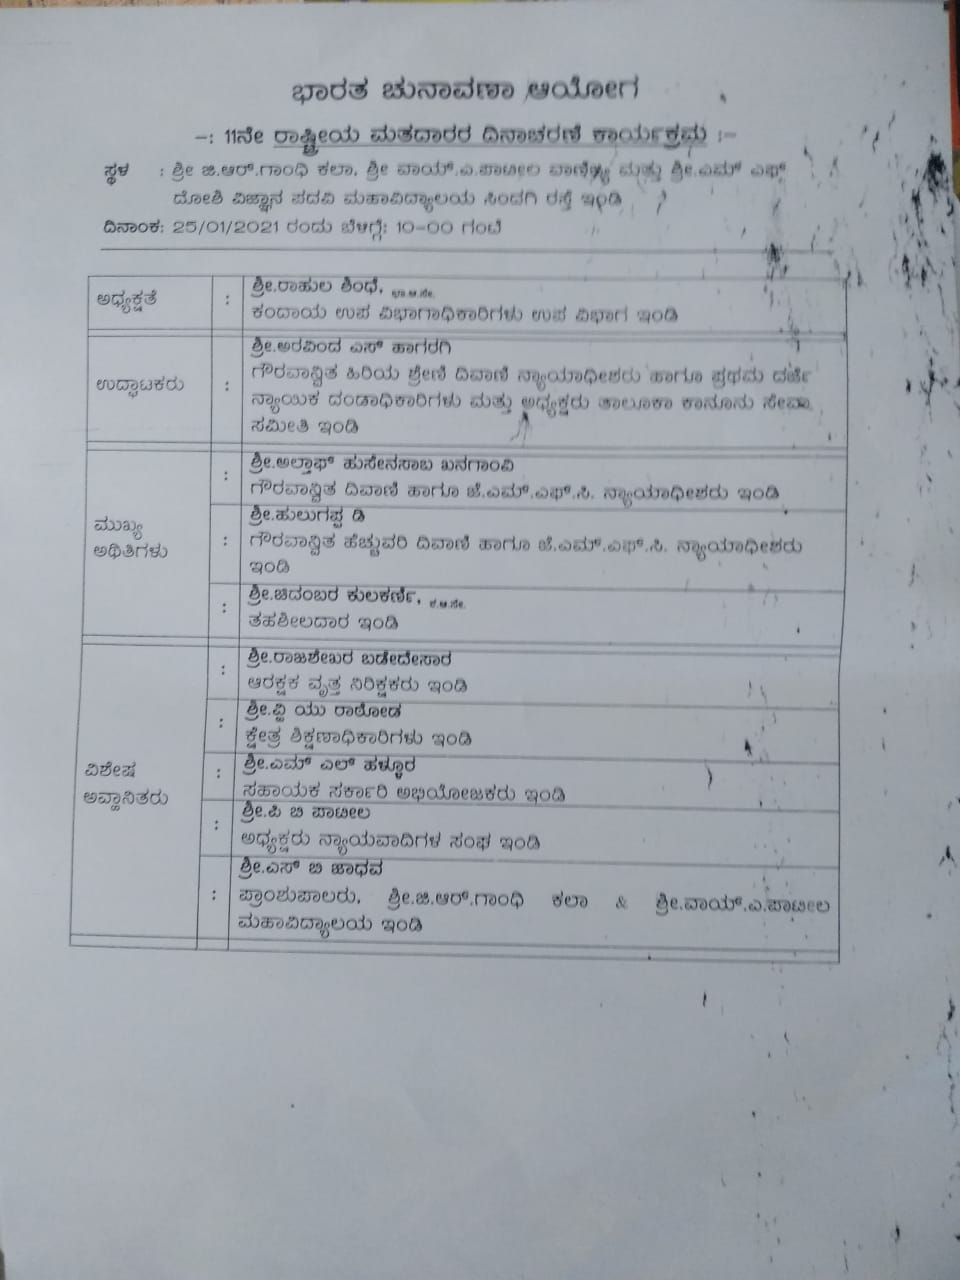 ಭಾರತ ಚುನಾವಣಾ ಆಯೋಗ
-: 11ನೇ ರಾಷ್ಟ್ರೀಯ ಮತದಾರರ ದಿನಾಚರಣೆ ಕಾರ್ಯಕ್ರಮ :-
ಸ್ಥಳ : ಶ್ರೀ ಜಿ.ಆರ್.ಗಾಂಧಿ ಕಲಾ, ಶ್ರೀ ವಾಯ್.ಎ.ಪಾಟೀಲ ವಾಣಿಜ್ಯ ಮತ್ತು ಶ್ರೀ.ಎಮ್ ಎಫ್
ದೋಶಿ ವಿಜ್ಞಾನ ಪದವಿ ಮಹಾವಿದ್ಯಾಲಯ ಸಿಂದಗಿ ರಸ್ತೆ ಇಂಡಿ
ದಿನಾಂಕ: 25/01/2021 ರಂದು ಬೆಳಗ್ಗೆ: 10-00 ಗಂಟೆ
ಅಧ್ಯಕ್ಷತೆ : ಶ್ರೀ.ರಾಹುಲ ಶಿಂಧೆ, ಭಾ.ಆ.ಸೇ.
ಕಂದಾಯ ಉಪ ವಿಭಾಗಾಧಿಕಾರಿಗಳು ಉಪ ವಿಭಾಗ ಇಂಡಿ
ಉದ್ಘಾಟಕರು : ಶ್ರೀ.ಅರವಿಂದ ಎಸ್ ಹಾಗರಗಿ
ಗೌರವಾನ್ವಿತ ಹಿರಿಯ ಶ್ರೇಣಿ ದಿವಾಣಿ ನ್ಯಾಯಾಧೀಶರು ಹಾಗೂ ಪ್ರಥಮ ದರ್ಜೆ
ನ್ಯಾಯಿಕ ದಂಡಾಧಿಕಾರಿಗಳು ಮತ್ತು ಅಧ್ಯಕ್ಷರು ತಾಲೂಕಾ ಕಾನೂನು ಸೇವಾ
ಸಮೀತಿ ಇಂಡಿ
ಮುಖ್ಯ ಅಥಿತಿಗಳು
: ಶ್ರೀ.ಅಲ್ತಾಫ್ ಹುಸೇನಸಾಬ ಖನಗಾಂವಿ
ಗೌರವಾನ್ವಿತ ದಿವಾಣಿ ಹಾಗೂ ಜೆ.ಎಮ್.ಎಫ್.ಸಿ. ನ್ಯಾಯಾಧೀಶರು ಇಂಡಿ
: ಶ್ರೀ.ಹುಲುಗಪ್ಪ ಡಿ
ಗೌರವಾನ್ವಿತ ಹೆಚ್ಚುವರಿ ದಿವಾಣಿ ಹಾಗೂ ಜೆ.ಎಮ್.ಎಫ್.ಸಿ. ನ್ಯಾಯಾಧೀಶರು
ಇಂಡಿ
: ಶ್ರೀ.ಚಿದಂಬರ ಕುಲಕರ್ಣಿ, ಕ.ಆ.ಸೇ.
ತಹಶೀಲದಾರ ಇಂಡಿ
ವಿಶೇಷ ಅವ್ಹಾನಿತರು
: ಶ್ರೀ.ರಾಜಶೇಖರ ಬಡೇದೇಸಾರ
ಆರಕ್ಷಕ ವೃತ್ತ ನಿರಿಕ್ಷಕರು ಇಂಡಿ
: ಶ್ರೀ.ವ್ಹಿ ಯು ರಾಠೋಡ
ಕ್ಷೇತ್ರ ಶಿಕ್ಷಣಾಧಿಕಾರಿಗಳು ಇಂಡಿ
: ಶ್ರೀ.ಎಮ್ ಎಲ್ ಹಳ್ಳೂರ
ಸಹಾಯಕ ಸರ್ಕಾರಿ ಅಭಿಯೋಜಕರು ಇಂಡಿ
: ಶ್ರೀ.ಪಿ ಬಿ ಪಾಟೀಲ
ಅಧ್ಯಕ್ಷರು ನ್ಯಾಯವಾದಿಗಳ ಸಂಘ ಇಂಡಿ
: ಶ್ರೀ.ಎಸ್ ಬಿ ಜಾಧವ
ಪ್ರಾಂಶುಪಾಲರು, ಶ್ರೀ.ಜಿ.ಆರ್.ಗಾಂಧಿ ಕಲಾ & ಶ್ರೀ.ವಾಯ್.ಎ.ಪಾಟೀಲ
ಮಹಾವಿದ್ಯಾಲಯ ಇಂಡಿ